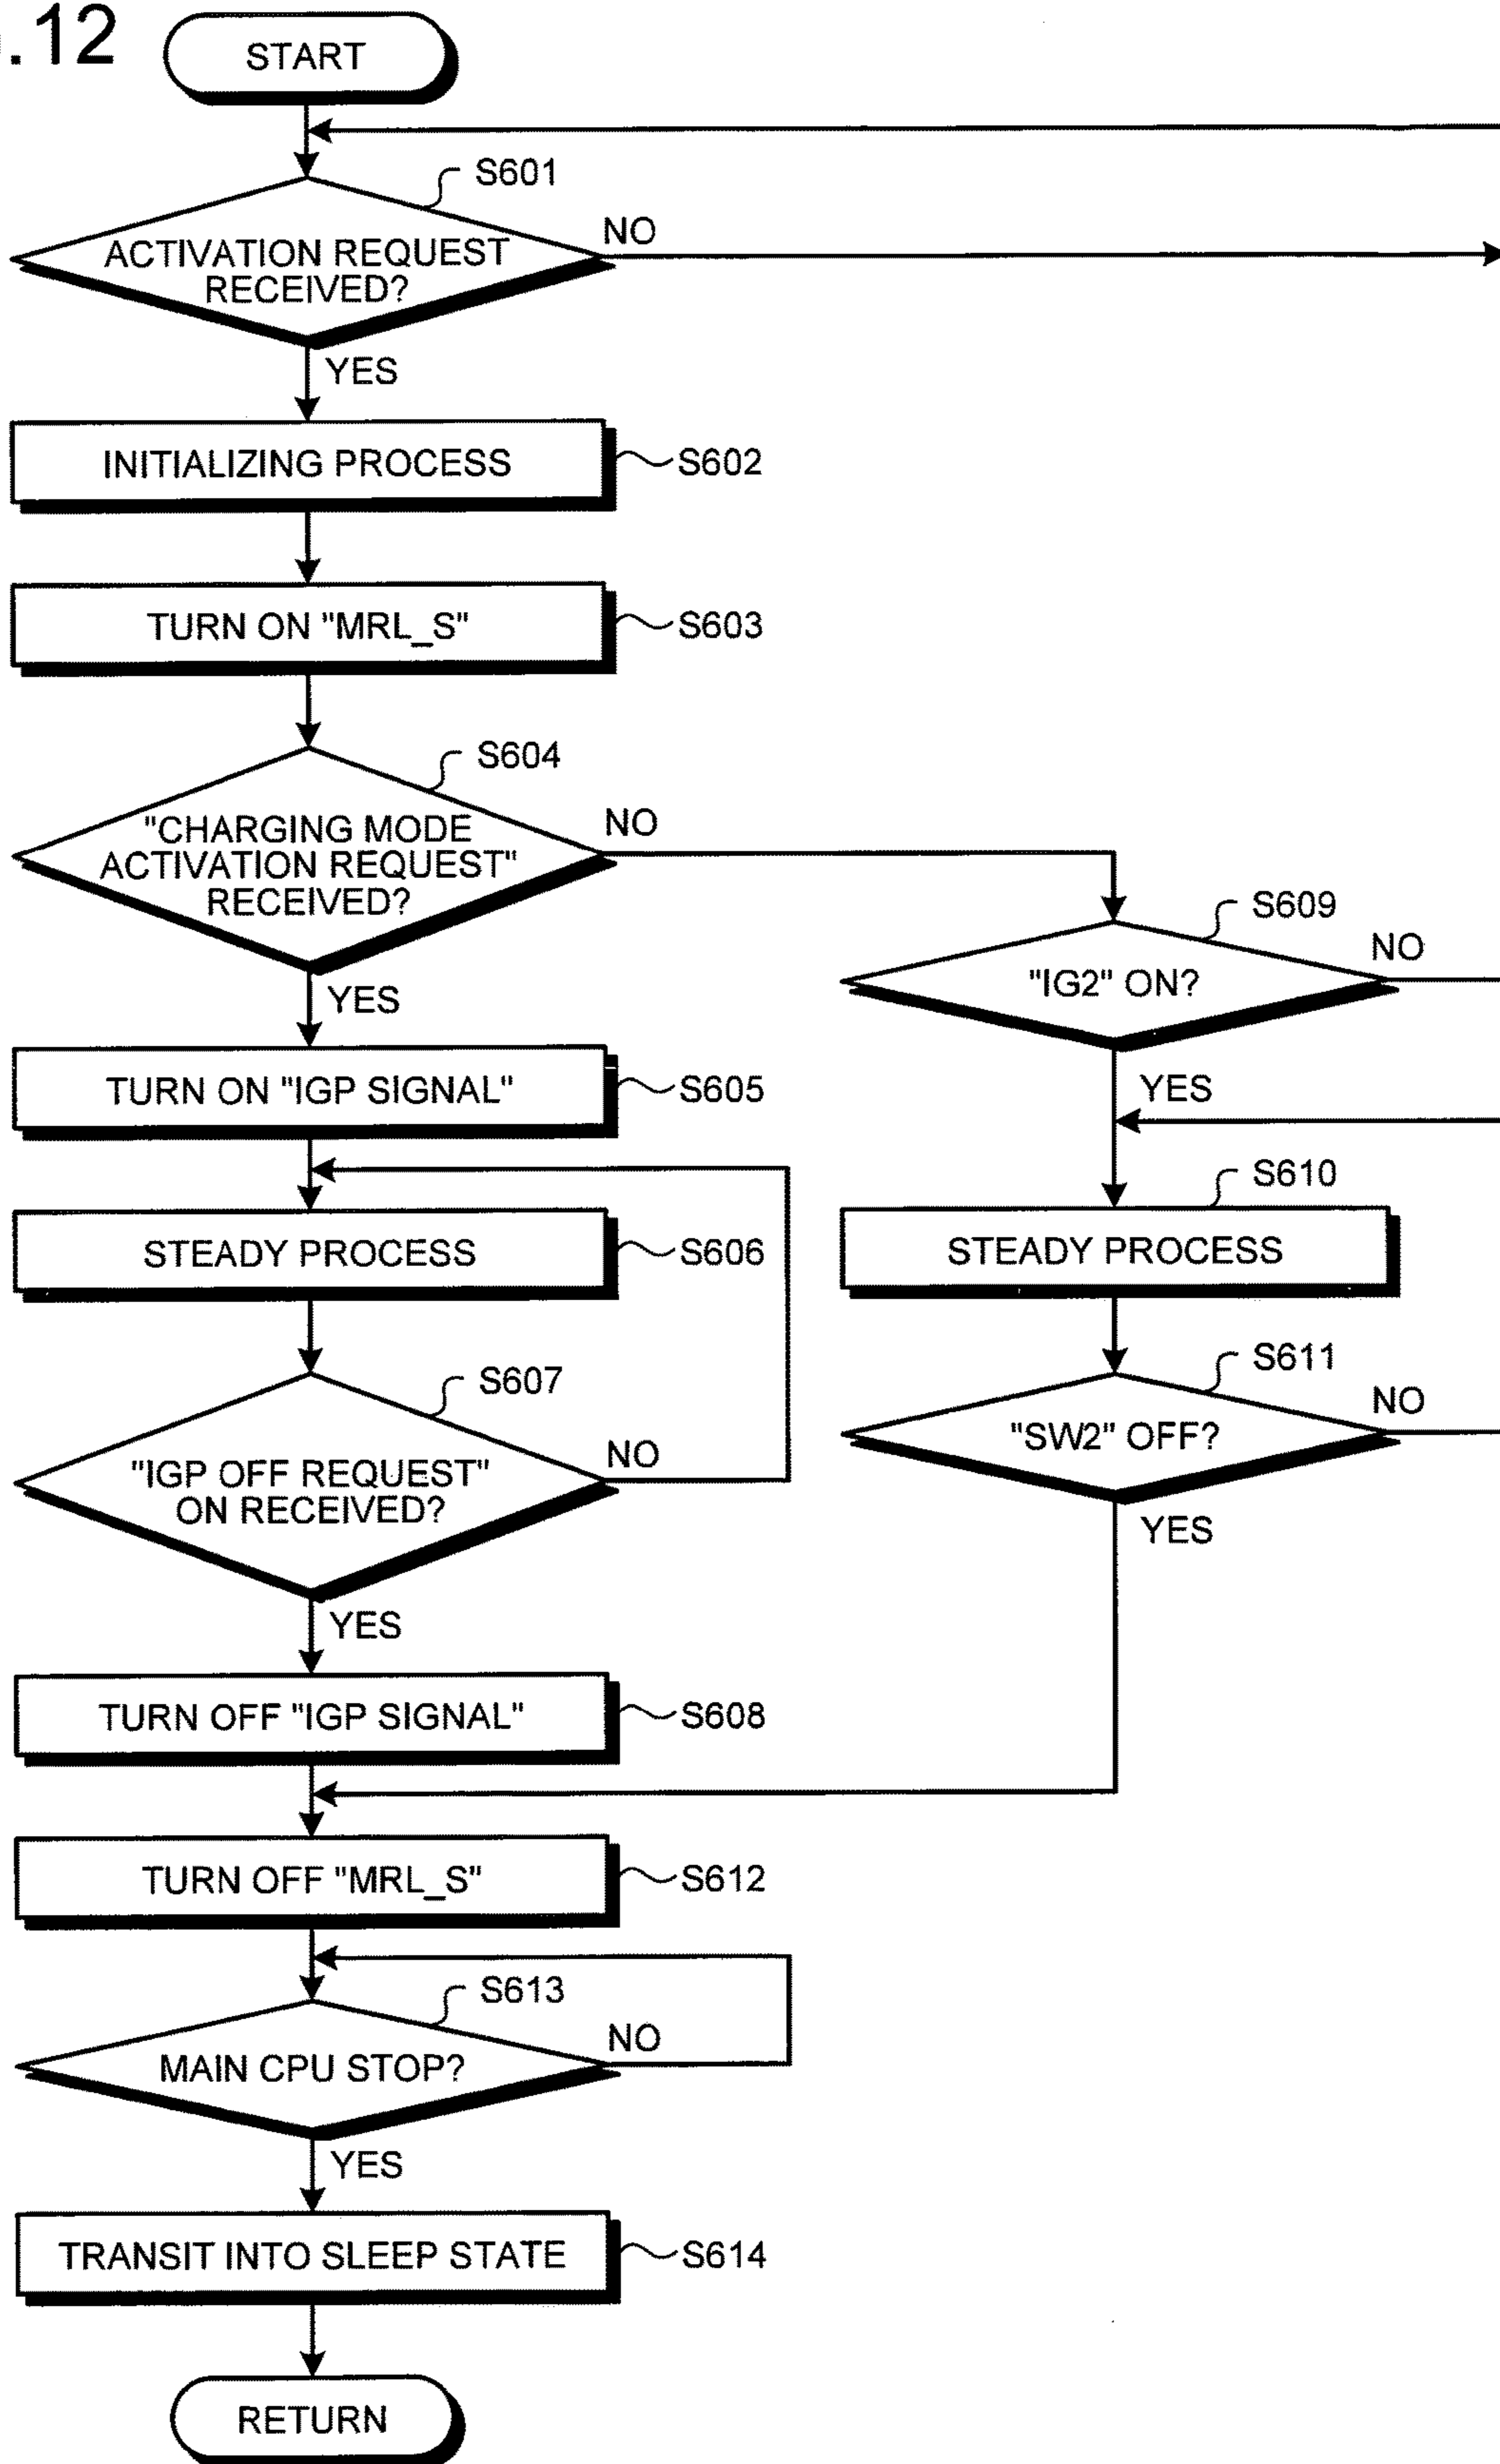 .12
START
S601
ACTIVATION REQUEST
RECEIVED?
NO
YES
INITIALIZING PROCESS
S602
TURN ON "MRL_S"
S603
S604
"CHARGING MODE
ACTIVATION REQUEST"
RECEIVED?
NO
YES
S609
"IG2" ON?
NO
YES
TURN ON "IGP SIGNAL"
S605
STEADY PROCESS
S606
S610
STEADY PROCESS
S607
"IGP OFF REQUEST"
ON RECEIVED?
NO
YES
S611
"SW2" OFF?
NO
YES
TURN OFF "IGP SIGNAL"
S608
TURN OFF "MRL_S"
S612
S613
MAIN CPU STOP?
NO
YES
TRANSIT INTO SLEEP STATE
S614
RETURN